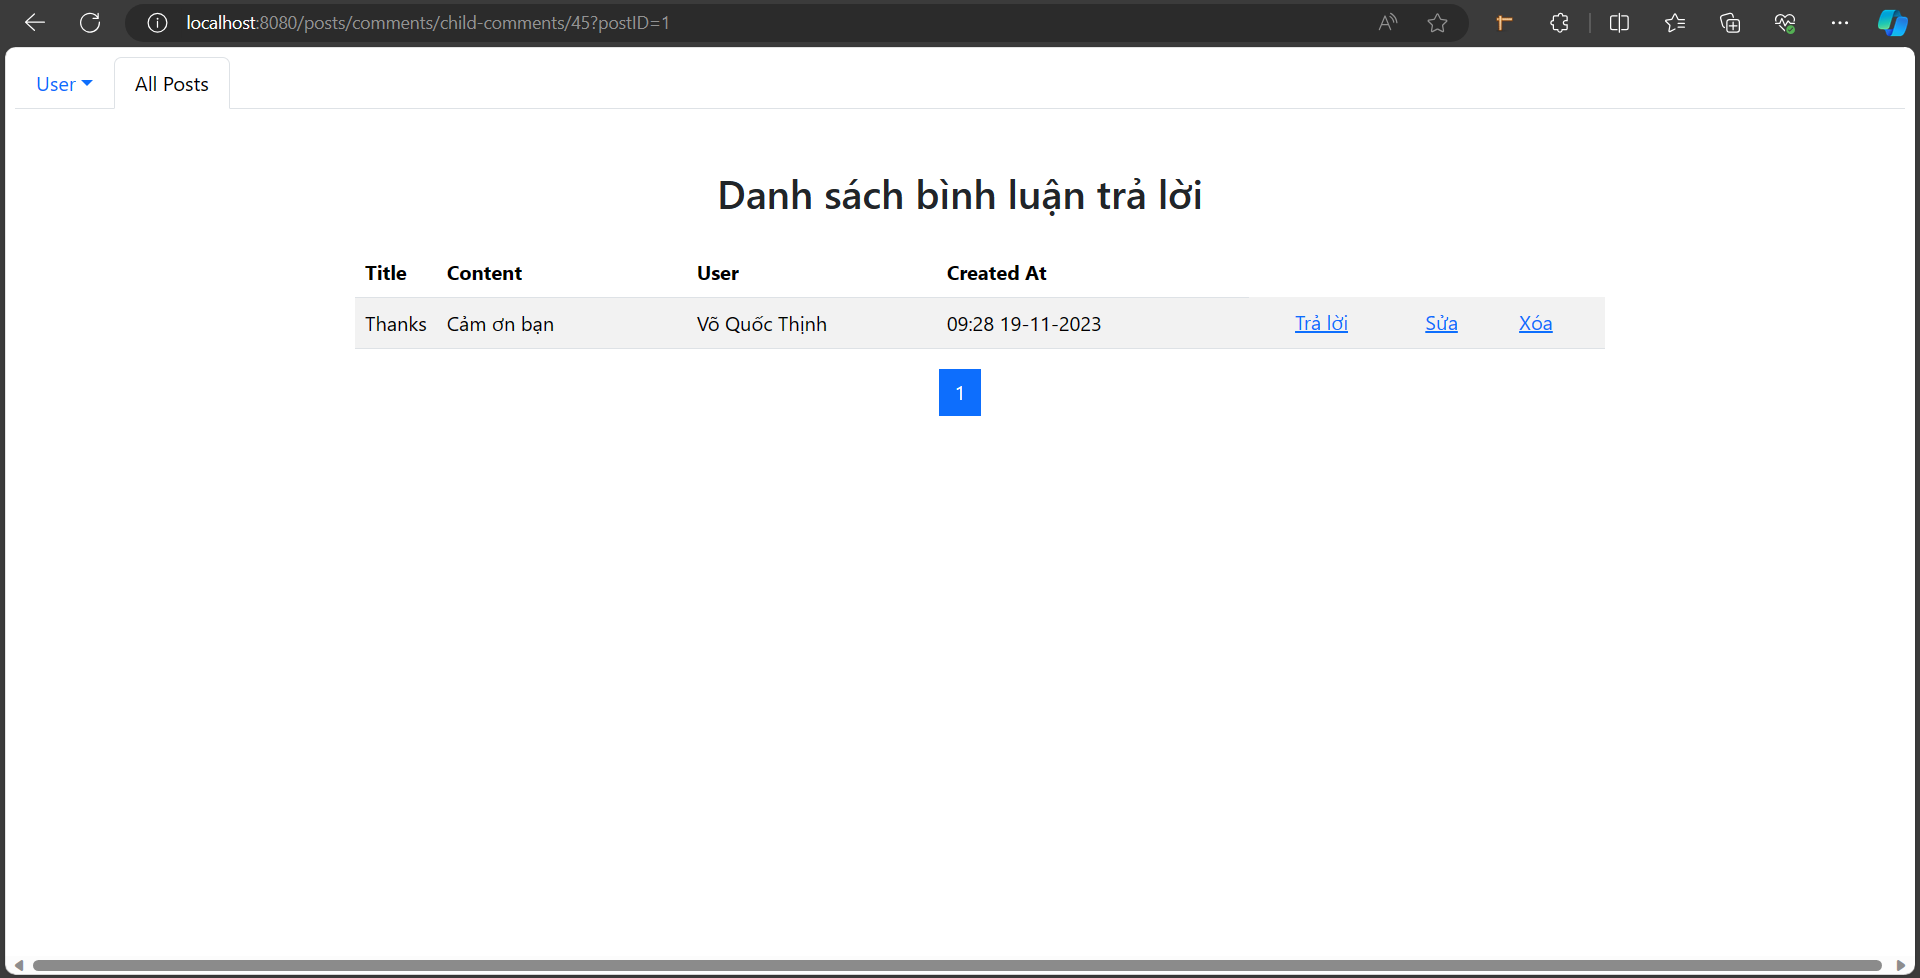 localhost:8080/posts/comments/child-comments/45?postID=1
User All Posts
Danh sách bình luận trả lời
Title Content User Created At
Thanks Cảm ơn bạn Võ Quốc Thịnh 09:28 19-11-2023 Trả lời Sửa Xóa
1